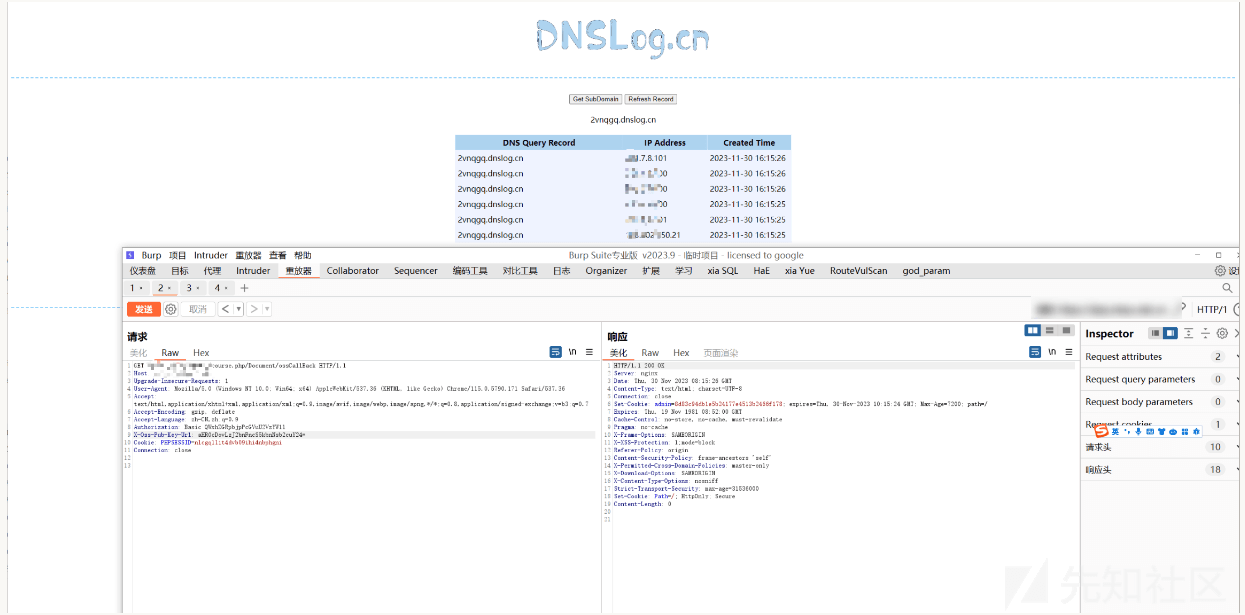 DNSLog.cn
Get SubDomain Refresh Record
2vnqgq.dnslog.cn
DNS Query Record IP Address Created Time
2vnqgq.dnslog.cn .7.8.101 2023-11-30 16:15:26
2vnqgq.dnslog.cn 2023-11-30 16:15:26
2vnqgq.dnslog.cn 2023-11-30 16:15:26
2vnqgq.dnslog.cn 2023-11-30 16:15:25
2vnqgq.dnslog.cn 2023-11-30 16:15:25
2vnqgq.dnslog.cn 2023-11-30 16:15:25
Burp 项目 Intruder 重放器 查看 帮助 Burp Suite专业版 v2023.9 - 临时项目 - licensed to google
仪表盘 目标 代理 Intruder 重放器 Collaborator Sequencer 编码工具 对比工具 日志 Organizer 扩展 学习 xia SQL HaE xia Yue RouteVulScan god_param
1 2 3 4 +
发送 取消 < > HTTP/1
请求 响应 Inspector
美化 Raw Hex \n 美化 Raw Hex 页面渲染 \n
Request attributes 2
Request query parameters 0
Request body parameters 0
Request cookies 1
英
请求头 10
响应头 18
1 GET course.php/Document/ossCallBack HTTP/1.1
2 Host
3 Upgrade-Insecure-Requests: 1
4 User-Agent: Mozilla/5.0 (Windows NT 10.0; Win64; x64) AppleWebKit/537.36 (KHTML, like Gecko) Chrome/115.0.5790.171 Safari/537.36
5 Accept:
text/html,application/xhtml+xml,application/xml;q=0.9,image/avif,image/webp,image/apng,*/*;q=0.8,application/signed-exchange;v=b3;q=0.7
6 Accept-Encoding: gzip, deflate
7 Accept-Language: zh-CN,zh;q=0.9
8 Authorization: Basic
9 X-Oss-Pub-Key-Url:
10 Cookie: PHPSESSID=
11 Connection: close
12
13
1 HTTP/1.1 200 OK
2 Server: nginx
3 Date: Thu, 30 Nov 2023 08:15:26 GMT
4 Content-Type: text/html; charset=UTF-8
5 Connection: close
6 Set-Cookie: expires=Thu, 30-Nov-2023 10:15:26 GMT; Max-Age=7200; path=/
7 Expires: Thu, 19 Nov 1981 08:52:00 GMT
8 Cache-Control: no-store, no-cache, must-revalidate
9 Pragma: no-cache
10 X-Frame-Options: SAMEORIGIN
11 X-XSS-Protection: 1;mode=block
12 Referer-Policy: origin
13 Content-Security-Policy: frame-ancestors 'self'
14 X-Permitted-Cross-Domain-Policies: master-only
15 X-Download-Options: SAMEORIGIN
16 X-Content-Type-Options: nosniff
17 Strict-Transport-Security: max-age=31536000
18 Set-Cookie: Path=/; HttpOnly; Secure
19 Content-Length: 0
20
21
先知社区